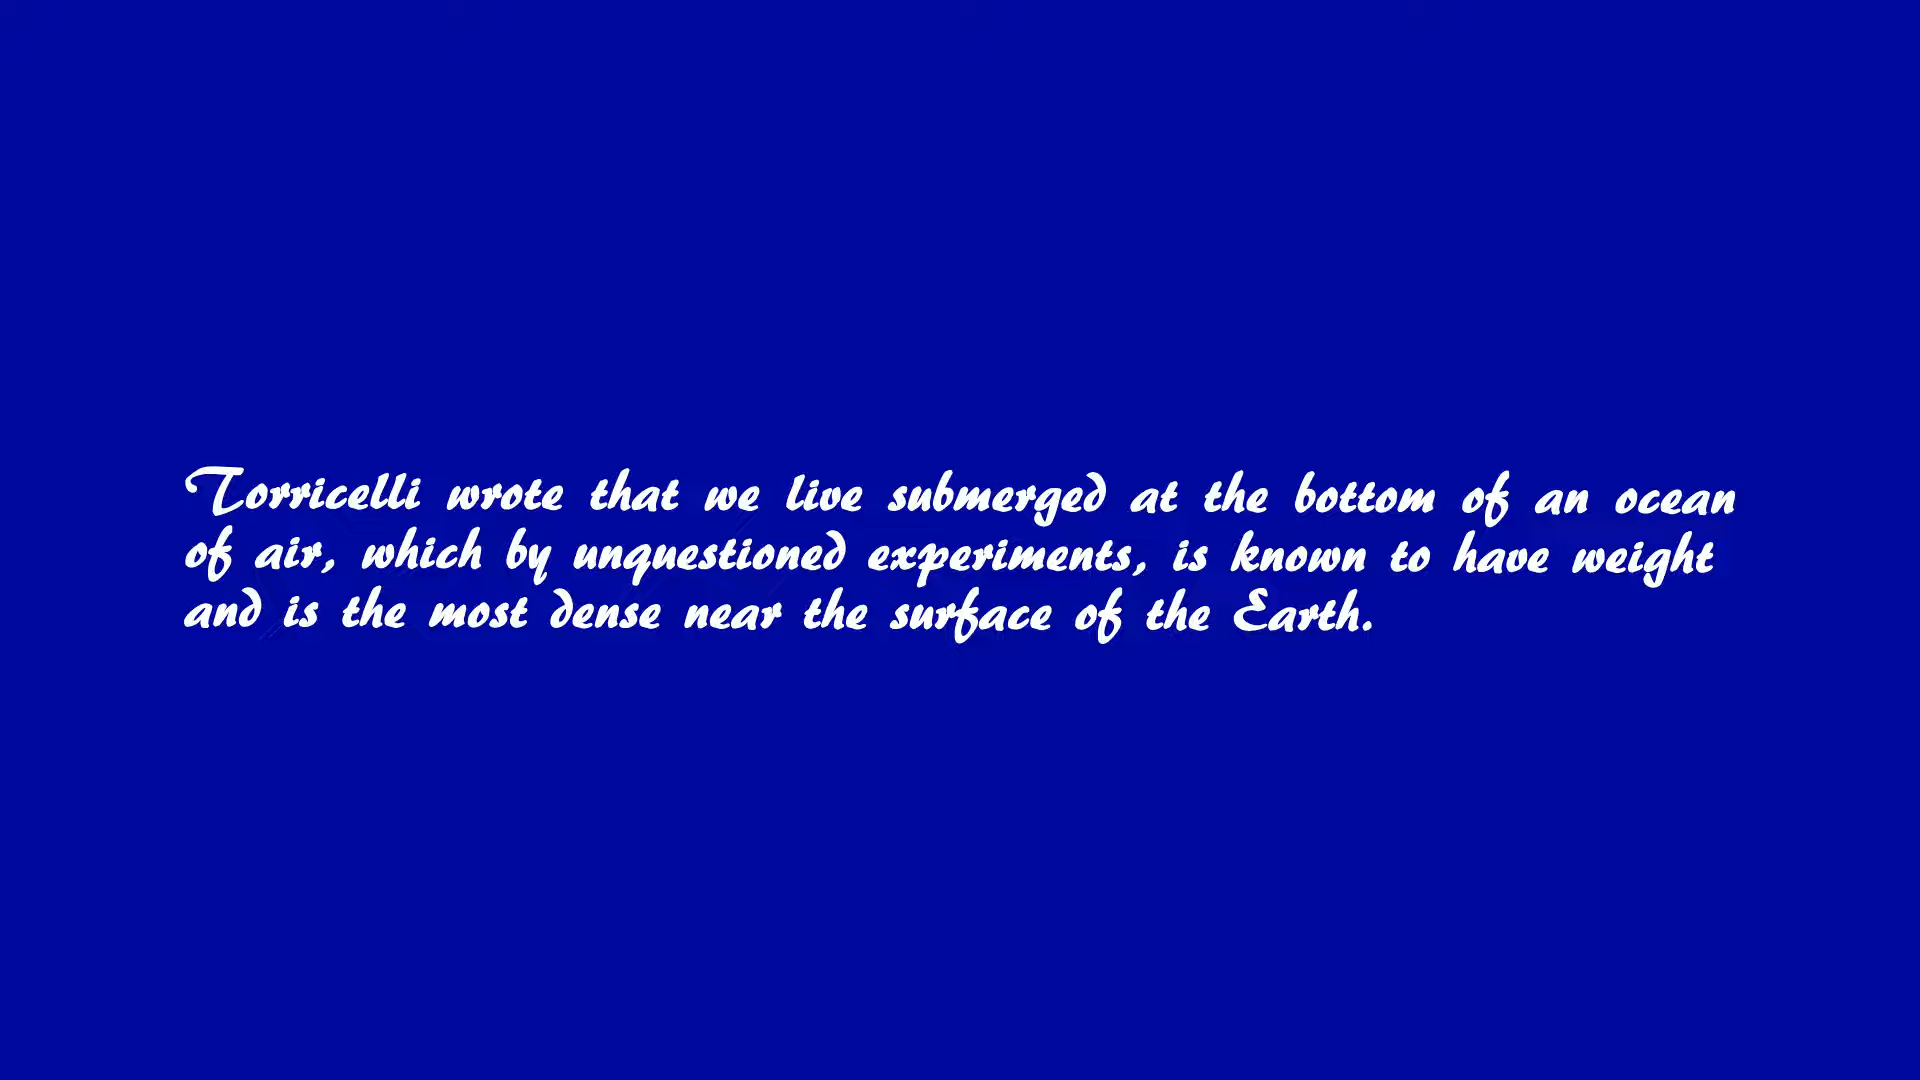 Torricelli wrote that we live submerged at the bottom of an ocean
of air, which by unquestioned experiments, is known to have weight
and is the most dense near the surface of the Earth.